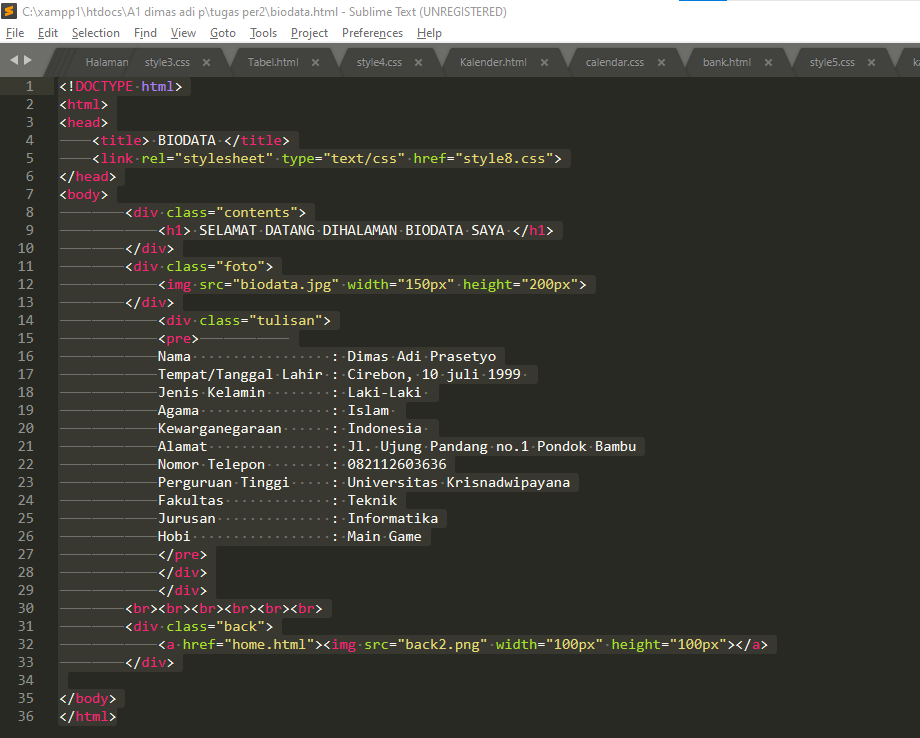 C:\xampp1\htdocs\A1 dimas adi p\tugas per2\biodata.html - Sublime Text (UNREGISTERED)
File Edit Selection Find View Goto Tools Project Preferences Help
Halaman style3.css × Tabel.html × style4.css × Kalender.html × calendar.css × bank.html × style5.css ×
1 <!DOCTYPE html>
2 <html>
3 <head>
4 <title> BIODATA </title>
5 <link rel="stylesheet" type="text/css" href="style8.css">
6 </head>
7 <body>
8 <div class="contents">
9 <h1> SELAMAT DATANG DIHALAMAN BIODATA SAYA </h1>
10 </div>
11 <div class="foto">
12 <img src="biodata.jpg" width="150px" height="200px">
13 </div>
14 <div class="tulisan">
15 <pre>
16 Nama : Dimas Adi Prasetyo
17 Tempat/Tanggal Lahir : Cirebon, 10 juli 1999
18 Jenis Kelamin : Laki-Laki
19 Agama : Islam
20 Kewarganegaraan : Indonesia
21 Alamat : Jl. Ujung Pandang no.1 Pondok Bambu
22 Nomor Telepon : 082112603636
23 Perguruan Tinggi : Universitas Krisnadwipayana
24 Fakultas : Teknik
25 Jurusan : Informatika
26 Hobi : Main Game
27 </pre>
28 </div>
29 </div>
30 <br><br><br><br><br><br>
31 <div class="back">
32 <a href="home.html"><img src="back2.png" width="100px" height="100px"></a>
33 </div>
34
35 </body>
36 </html>